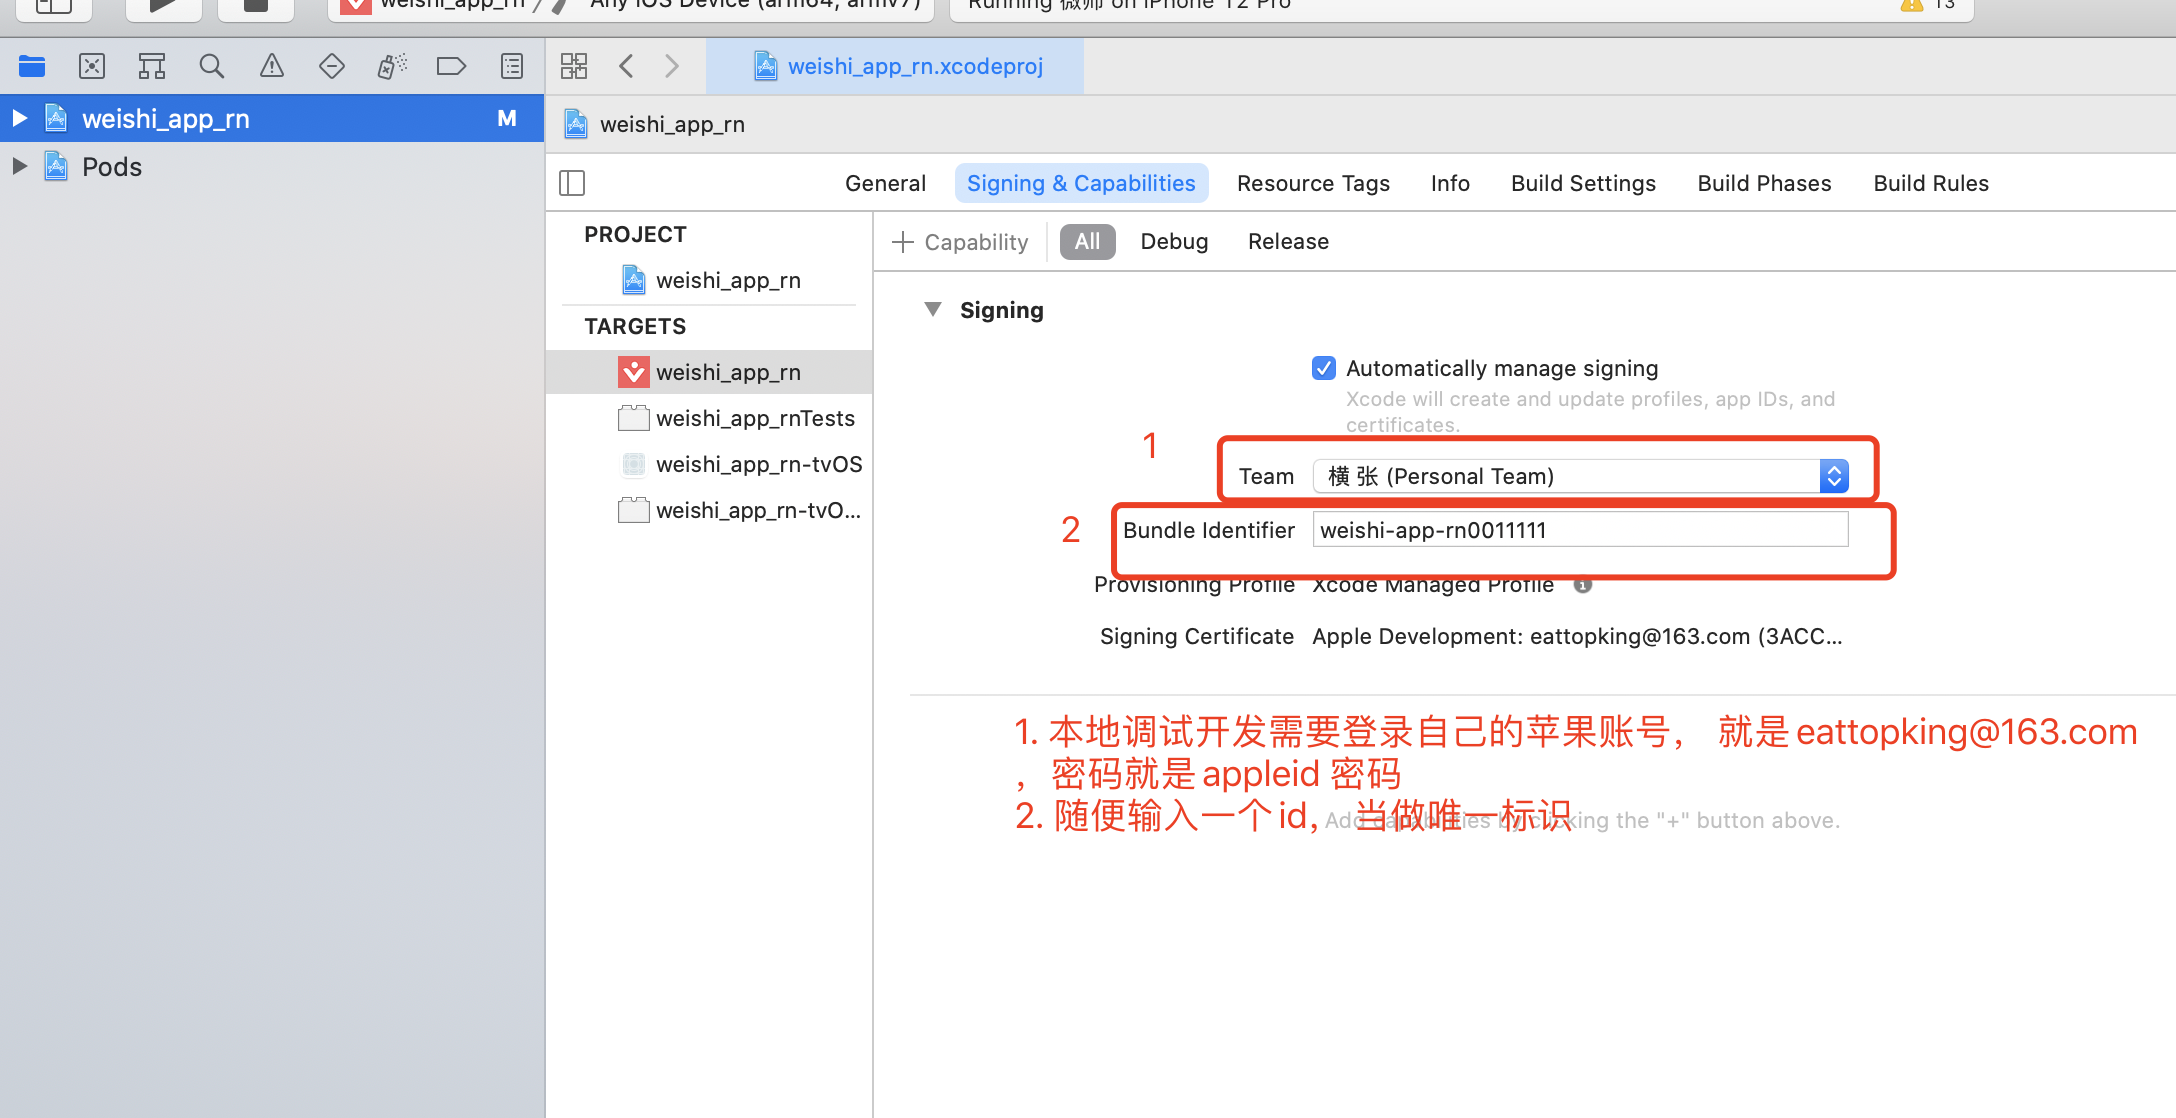 weishi_app_rn
Any iOS Device (arm64, armv7)
Running 微师 on iPhone 12 Pro
13
weishi_app_rn.xcodeproj
weishi_app_rn
M
weishi_app_rn
Pods
General
Signing & Capabilities
Resource Tags
Info
Build Settings
Build Phases
Build Rules
PROJECT
Capability
All
Debug
Release
weishi_app_rn
TARGETS
weishi_app_rn
weishi_app_rnTests
weishi_app_rn-tvOS
weishi_app_rn-tvO...
Signing
Automatically manage signing
Xcode will create and update profiles, app IDs, and
certificates.
1
Team
横 张 (Personal Team)
2
Bundle Identifier
weishi-app-rn0011111
Provisioning Profile
Xcode Managed Profile
Signing Certificate
Apple Development: eattopking@163.com (3ACC...
1. 本地调试开发需要登录自己的苹果账号， 就是eattopking@163.com
，密码就是appleid 密码
2. 随便输入一个id， 当做唯一标识
Add capabilities by clicking the "+" button above.